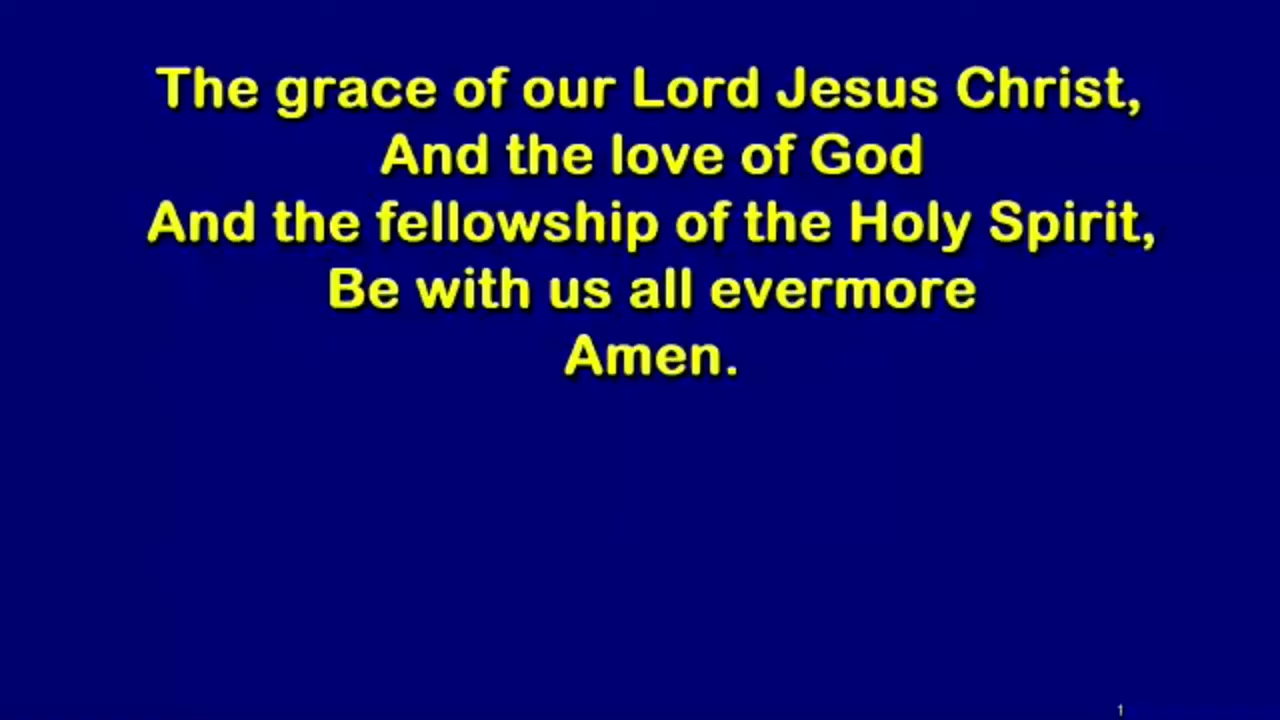 The grace of our Lord Jesus Christ,
And the love of God
And the fellowship of the Holy Spirit,
Be with us all evermore
Amen.
1